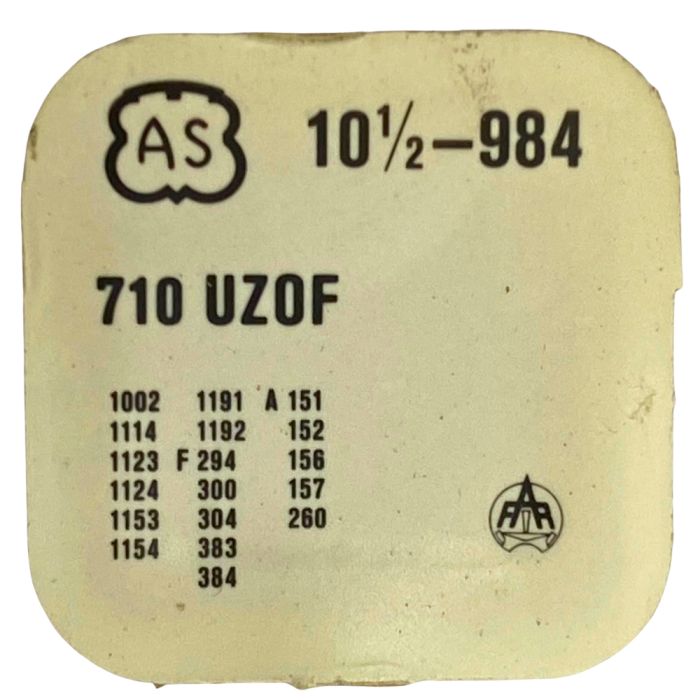 AS 10½-984
710 UZOF
1002 1191 A 151
1114 1192 152
1123 F 294 156
1124 300 157
1153 304 260
1154 383
384